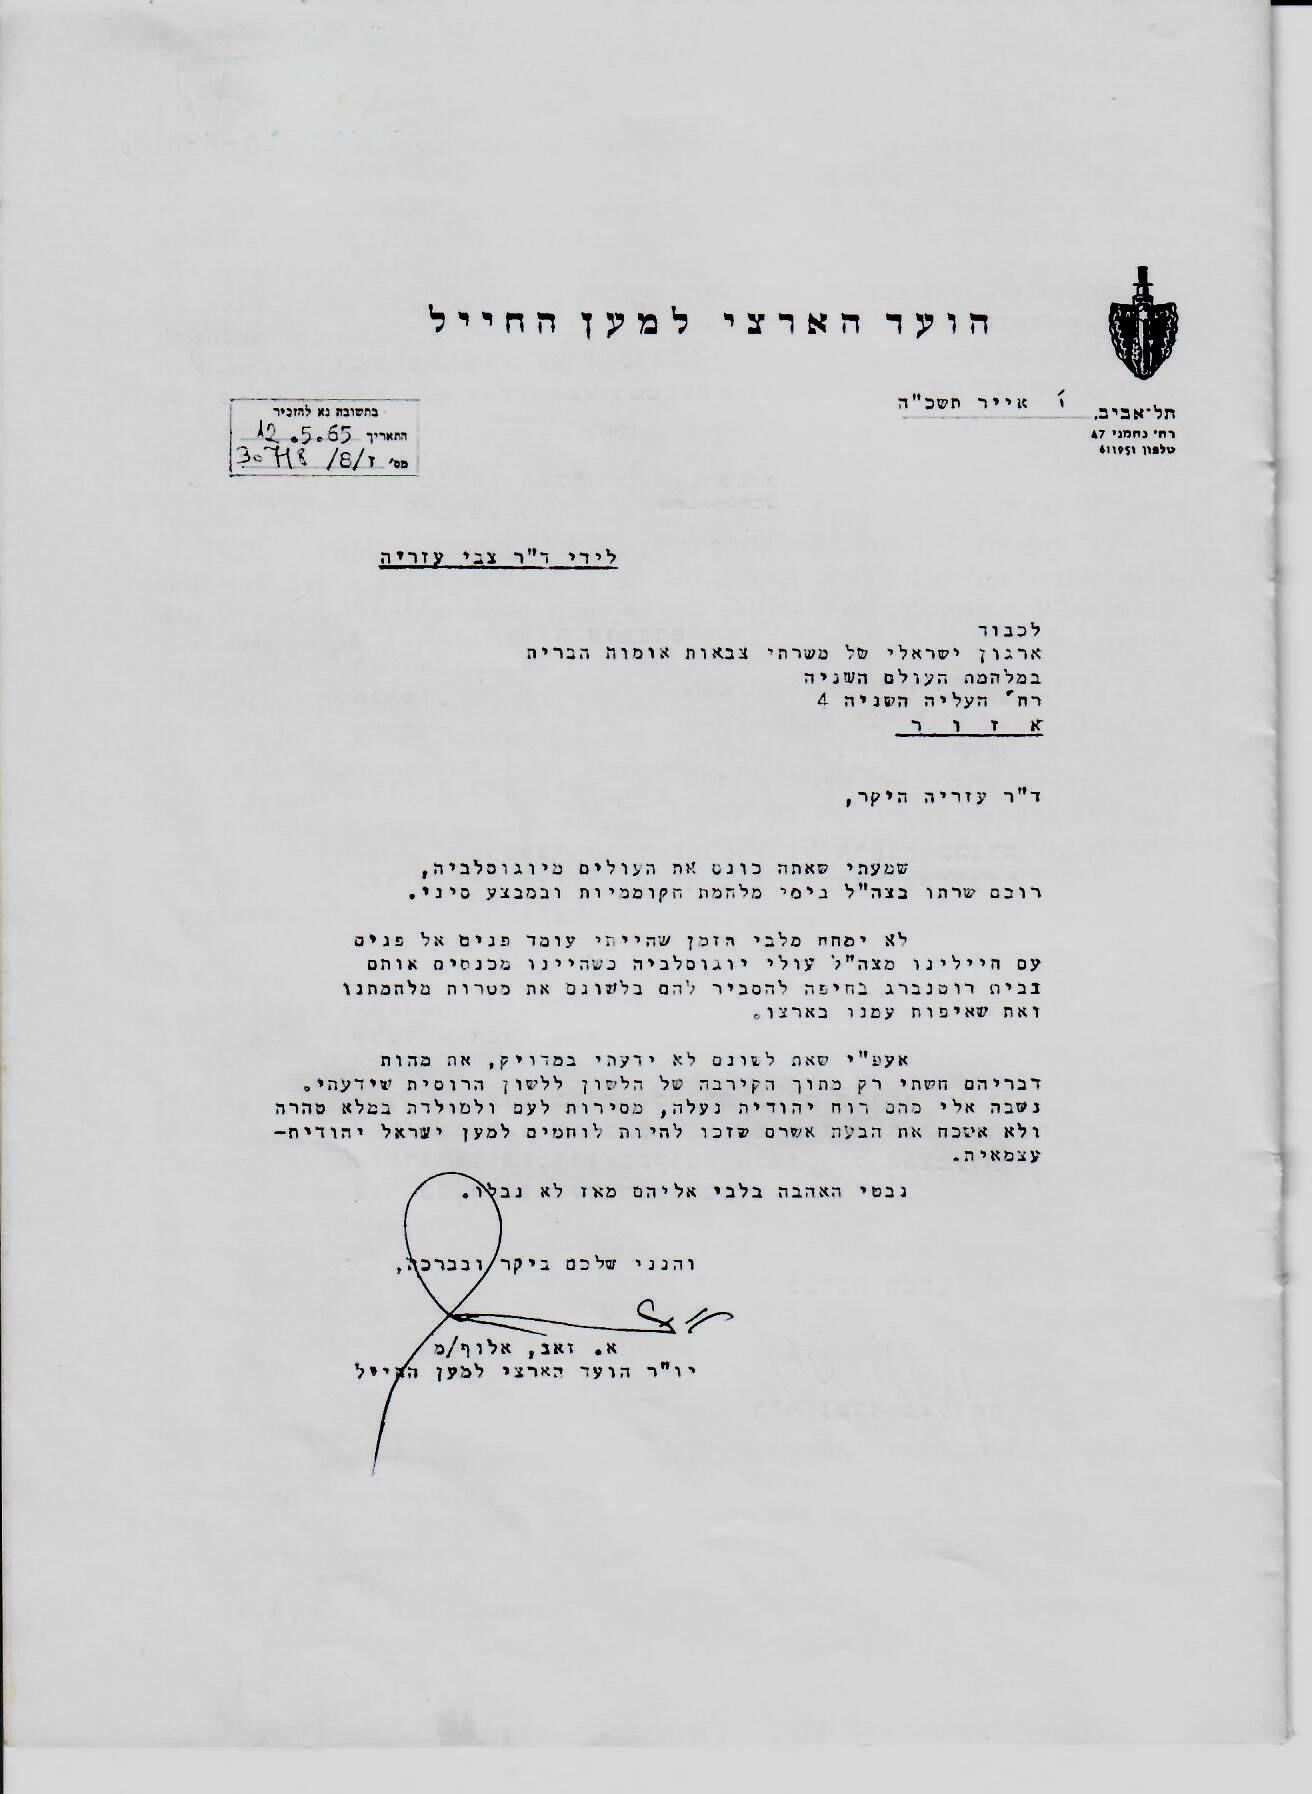 הועד הארצי למען החייל
תל-אביב, י' אייר תשכ"ה
רח' נחמני 47
טלפון 611951
בתשובה נא להזכיר
התאריך 12.5.65
מס' ז/8/
לידי ד"ר צבי עזריה
לכבוד
ארגון ישראלי של משרתי צבאות אומות הברית
במלחמת העולם השניה
רח' העליה השניה 4
א ז ו ר
ד"ר עזריה היקר,
שמעתי שאתה כונס את העולים מיוגוסלביה,
רובם שרתו בצה"ל בימי מלחמת הקוממיות ובמבצע סיני.
לא ימחה מלבי הזמן שהייתי עומד פנים אל פנים
עם חיילינו מצה"ל עולי יוגוסלביה כשהיינו מכנסים אותם
בבית רוטנברג בחיפה להסביר להם בלשונם את מטרות מלחמתנו
ואת שאיפות עמנו בארצו.
אעפ"י שאת לשונם לא ידעתי במדויק, את מהות
דבריהם חשתי רק מתוך הקירבה של הלשון ללשון הרוסית שידעתי.
נשבה אלי מהם רוח יהודית נעלה, מסירות לעם ולמולדת במלא טהרה
ולא אשכח את הבעת אשרם שזכו להיות לוחמים למען ישראל יהודית-
עצמאית.
נבטי האהבה בלבי אליהם מאז לא נבלו.
והנני שלכם ביקר ובברכה,
א. זאב, אלוף/מ
יו"ר הועד הארצי למען החייל